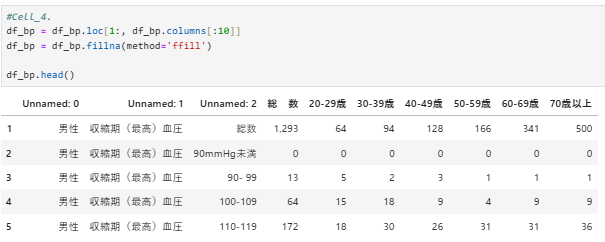 #Cell_4.
df_bp = df_bp.loc[1:, df_bp.columns[:10]]
df_bp = df_bp.fillna(method='ffill')
df_bp.head()
Unnamed: 0 Unnamed: 1 Unnamed: 2 総　数 20-29歳 30-39歳 40-49歳 50-59歳 60-69歳 70歳以上
1 男性 収縮期（最高）血圧 総数 1,293 64 94 128 166 341 500
2 男性 収縮期（最高）血圧 90mmHg未満 0 0 0 0 0 0 0
3 男性 収縮期（最高）血圧 90- 99 13 5 2 3 1 1 1
4 男性 収縮期（最高）血圧 100-109 64 15 18 9 4 9 9
5 男性 収縮期（最高）血圧 110-119 172 18 30 26 31 31 36